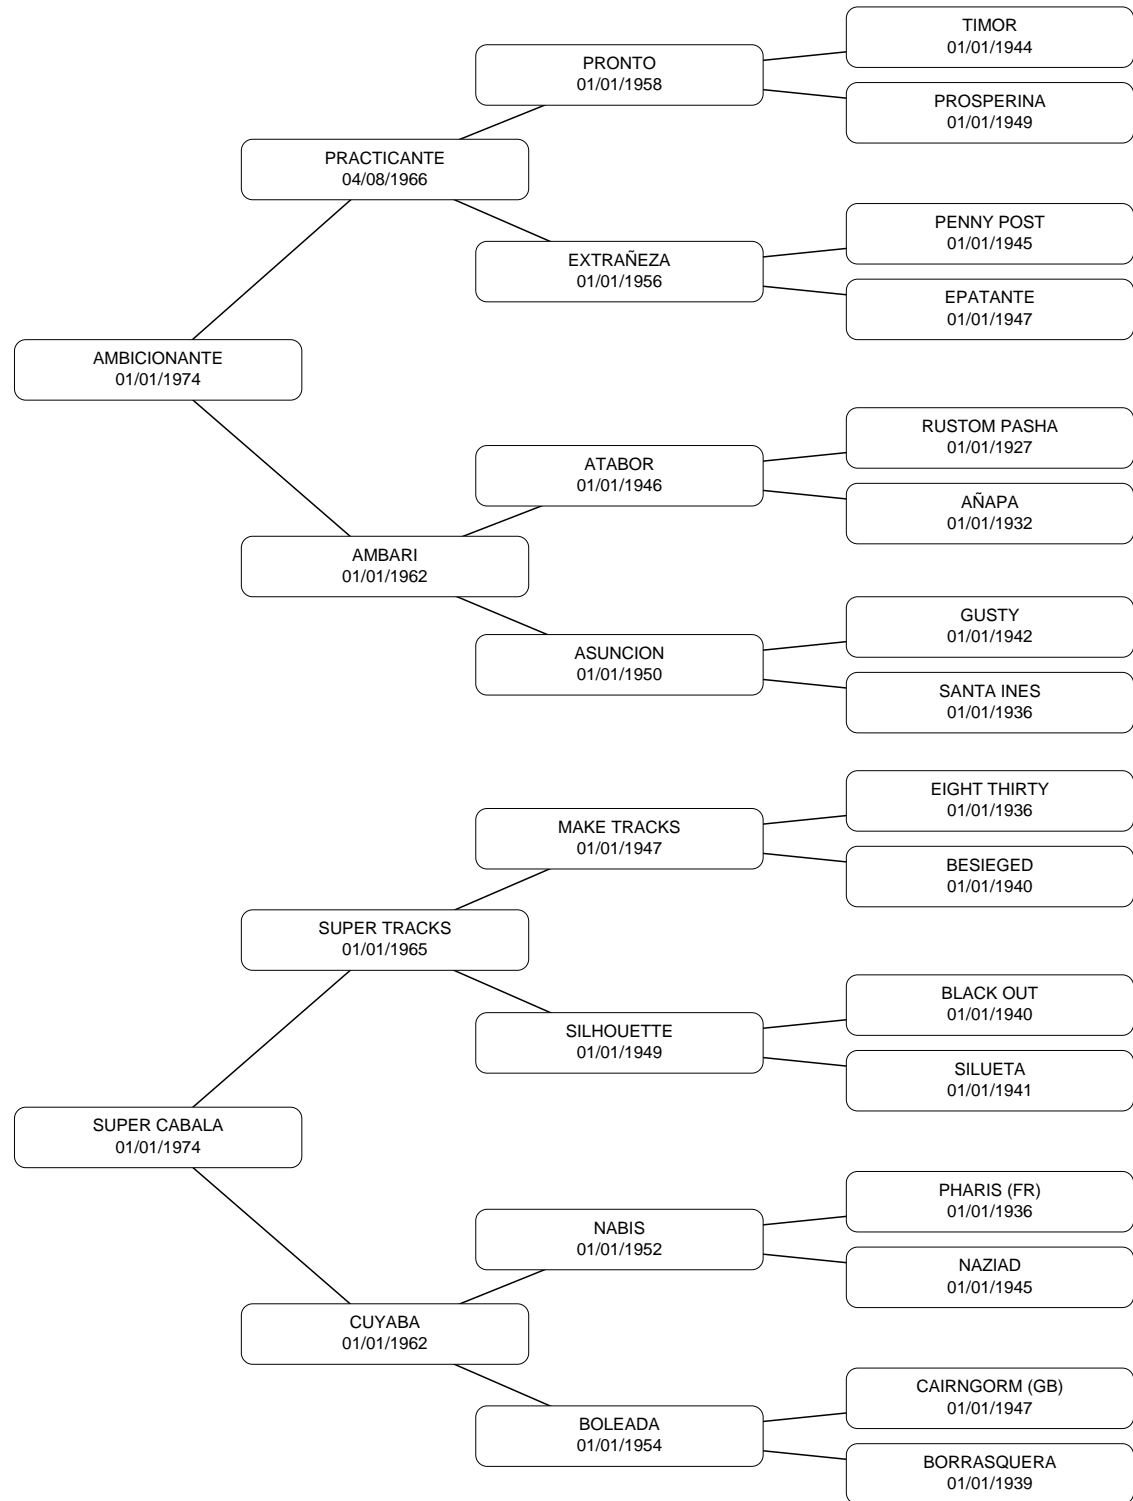 TIMOR
01/01/1944
PRONTO
01/01/1958
PROSPERINA
01/01/1949
PRACTICANTE
04/08/1966
PENNY POST
01/01/1945
EXTRAÑEZA
01/01/1956
EPATANTE
01/01/1947
AMBICIONANTE
01/01/1974
RUSTOM PASHA
01/01/1927
ATABOR
01/01/1946
AÑAPA
01/01/1932
AMBARI
01/01/1962
GUSTY
01/01/1942
ASUNCION
01/01/1950
SANTA INES
01/01/1936
EIGHT THIRTY
01/01/1936
MAKE TRACKS
01/01/1947
BESIEGED
01/01/1940
SUPER TRACKS
01/01/1965
BLACK OUT
01/01/1940
SILHOUETTE
01/01/1949
SILUETA
01/01/1941
SUPER CABALA
01/01/1974
PHARIS (FR)
01/01/1936
NABIS
01/01/1952
NAZIAD
01/01/1945
CUYABA
01/01/1962
CAIRNGORM (GB)
01/01/1947
BOLEADA
01/01/1954
BORRASQUERA
01/01/1939